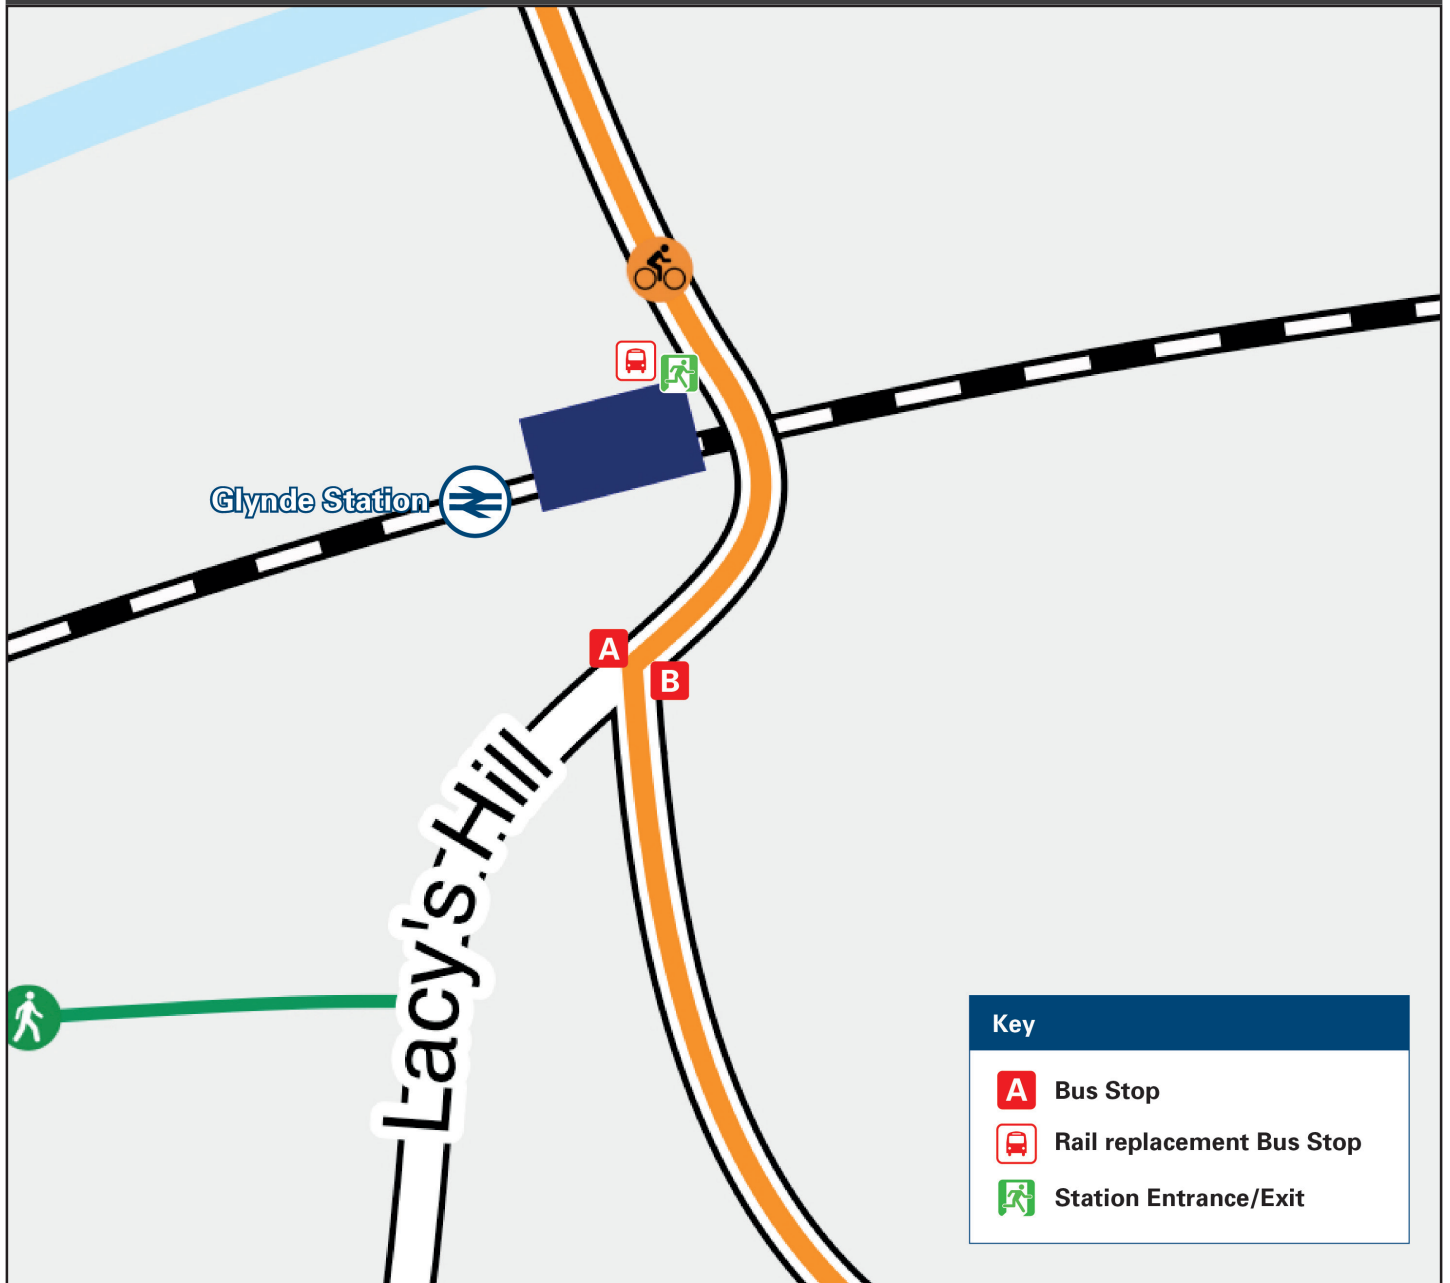 Glynde Station
A
B
Lacy's Hill
Key
A Bus Stop
Rail replacement Bus Stop
Station Entrance/Exit